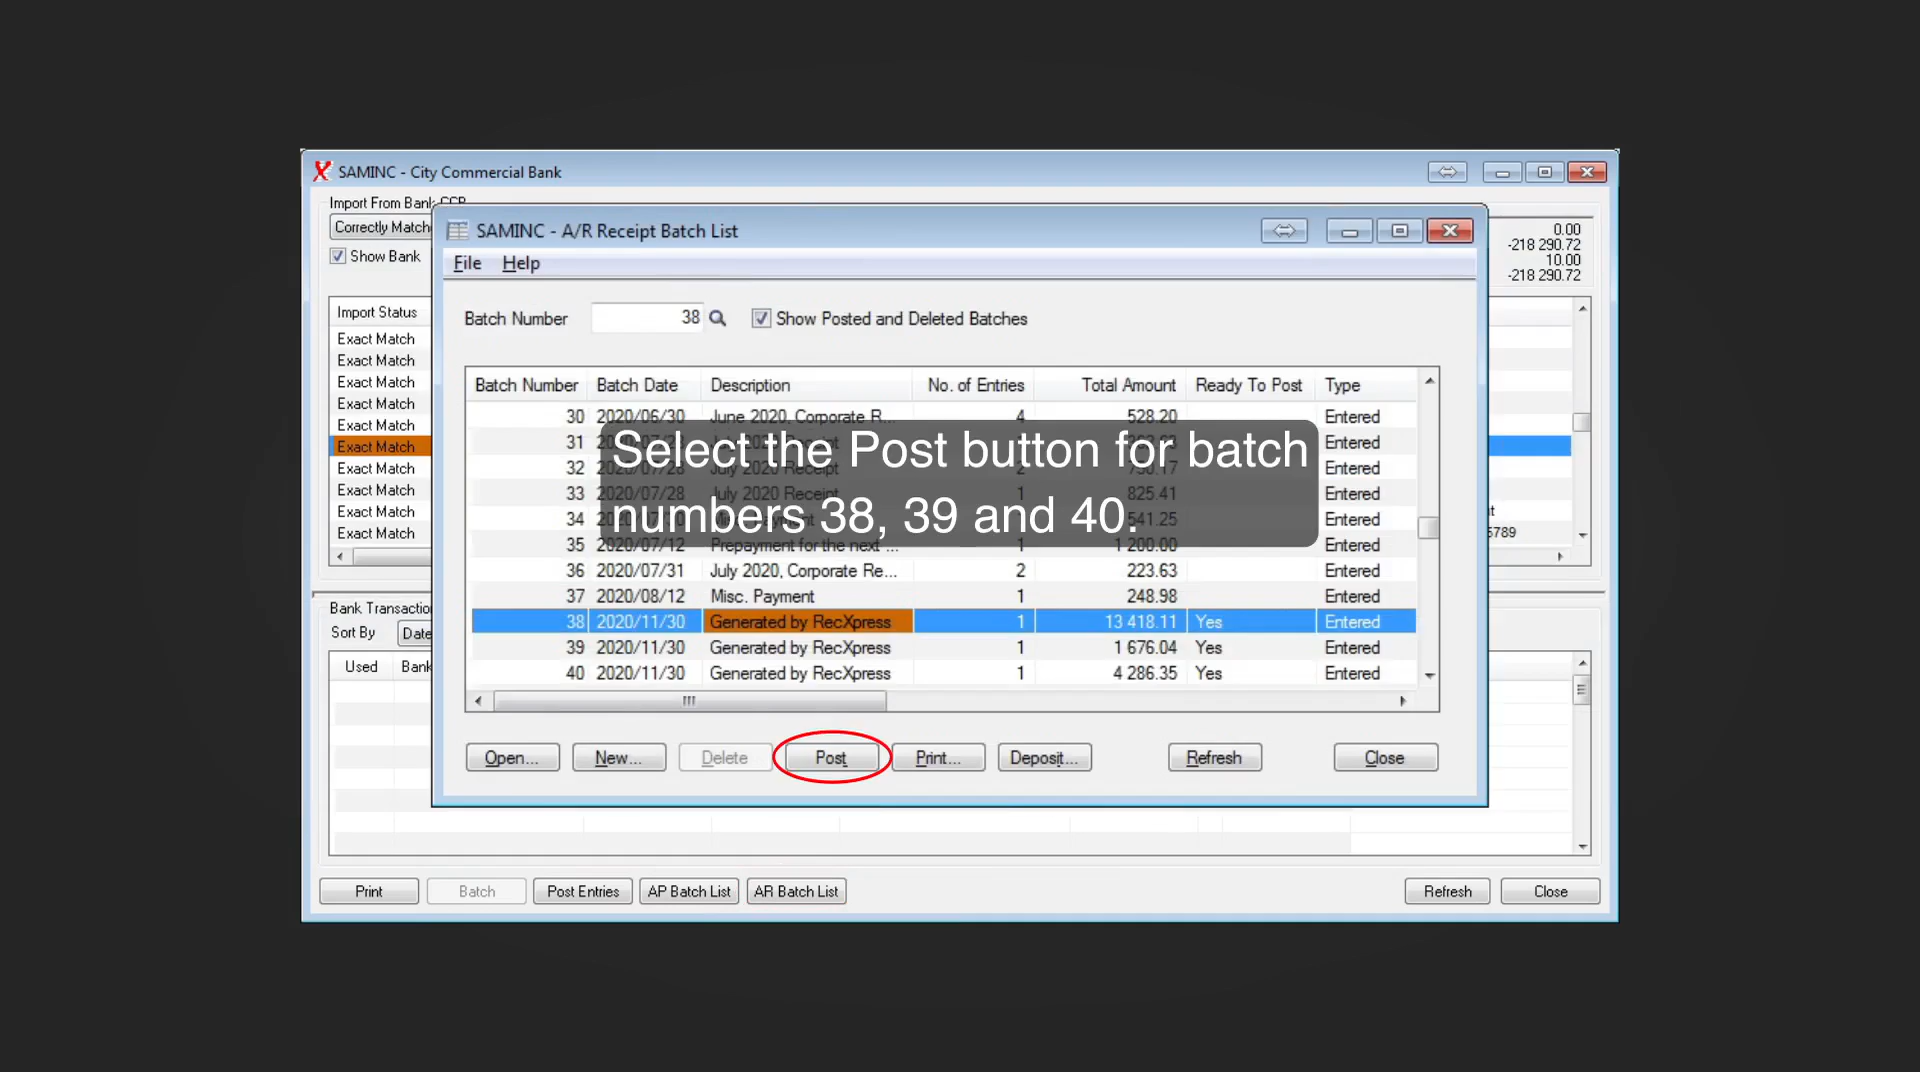 SAMINC - City Commercial Bank
Import From Bank CCB
Correctly Match
Show Bank
0.00
-218 290.72
10.00
-218 290.72
Import Status
Exact Match
Exact Match
Exact Match
Exact Match
Exact Match
Exact Match
Exact Match
Exact Match
Exact Match
Exact Match
5789
SAMINC - A/R Receipt Batch List
File Help
Batch Number 38 Show Posted and Deleted Batches
Batch Number Batch Date Description No. of Entries Total Amount Ready To Post Type
30 2020/06/30 June 2020, Corporate R... 4 528.20 Entered
31 Entered
32 2020/07/28 July 2020 Receipt Entered
33 2020/07/28 July 2020 Receipt 1 825.41 Entered
34 541.25 Entered
35 2020/07/12 Prepayment for the next ... 1 1 200.00 Entered
36 2020/07/31 July 2020, Corporate Re... 2 223.63 Entered
37 2020/08/12 Misc. Payment 1 248.98 Entered
38 2020/11/30 Generated by RecXpress 1 13 418.11 Yes Entered
39 2020/11/30 Generated by RecXpress 1 1 676.04 Yes Entered
40 2020/11/30 Generated by RecXpress 1 4 286.35 Yes Entered
Select the Post button for batch
numbers 38, 39 and 40.
Open... New... Delete Post Print... Deposit... Refresh Close
Bank Transactio
Sort By Date
Used Bank
Print Batch Post Entries AP Batch List AR Batch List Refresh Close